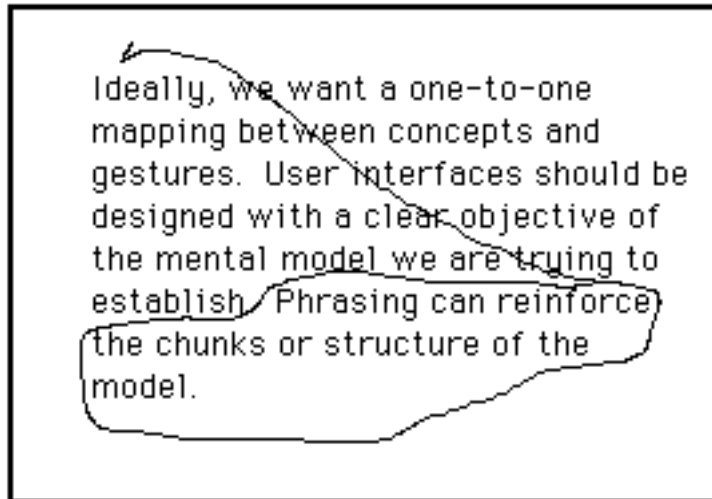 Ideally, we want a one-to-one
mapping between concepts and
gestures.  User interfaces should be
designed with a clear objective of
the mental model we are trying to
establish.  Phrasing can reinforce
the chunks or structure of the
model.